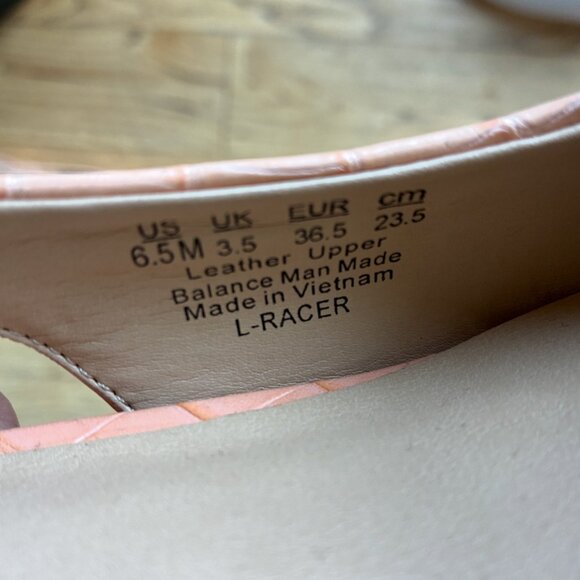 US UK EUR cm
6.5M 3.5 36.5 23.5
Leather Upper
Balance Man Made
Made in Vietnam
L-RACER